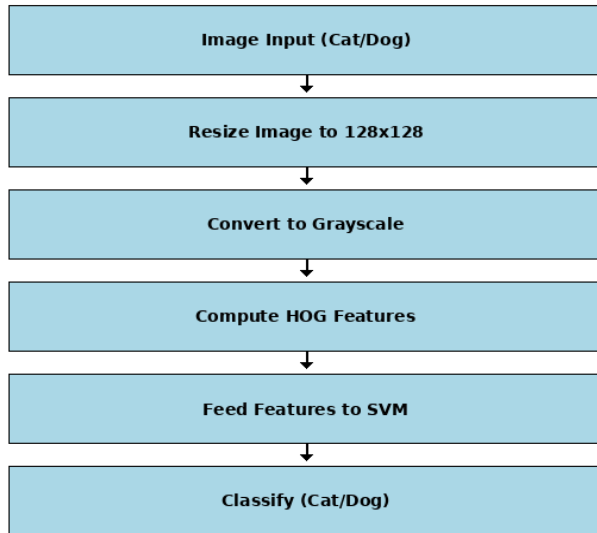 Image Input (Cat/Dog)
Resize Image to 128x128
Convert to Grayscale
Compute HOG Features
Feed Features to SVM
Classify (Cat/Dog)